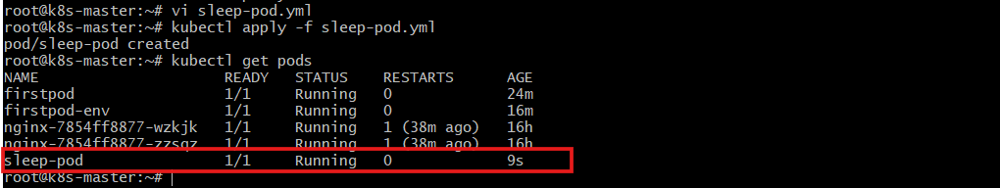 root@k8s-master:~# vi sleep-pod.yml
root@k8s-master:~# kubectl apply -f sleep-pod.yml
pod/sleep-pod created
root@k8s-master:~# kubectl get pods
NAME READY STATUS RESTARTS AGE
firstpod 1/1 Running 0 24m
firstpod-env 1/1 Running 0 16m
nginx-7854ff8877-wzkjk 1/1 Running 1 (38m ago) 16h
nginx-7854ff8877-zzsqz 1/1 Running 1 (38m ago) 16h
sleep-pod 1/1 Running 0 9s
root@k8s-master:~#